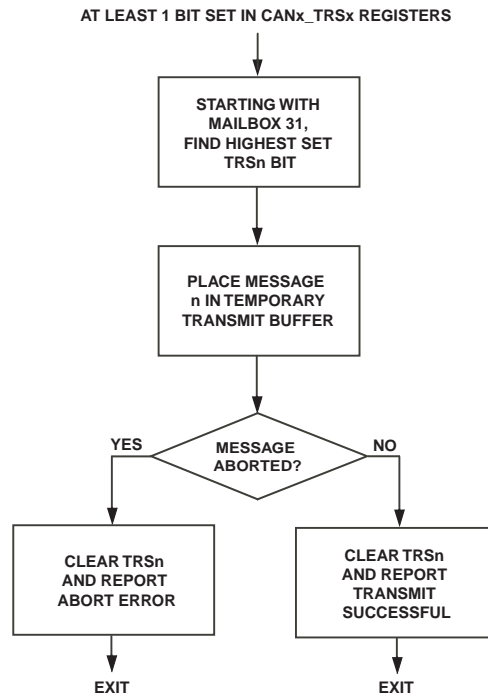 AT LEAST 1 BIT SET IN CANx_TRSx REGISTERS
STARTING WITH
MAILBOX 31,
FIND HIGHEST SET
TRSn BIT
PLACE MESSAGE
n IN TEMPORARY
TRANSMIT BUFFER
YES
MESSAGE
ABORTED?
NO
CLEAR TRSn
AND REPORT
ABORT ERROR
CLEAR TRSn
AND REPORT
TRANSMIT
SUCCESSFUL
EXIT
EXIT